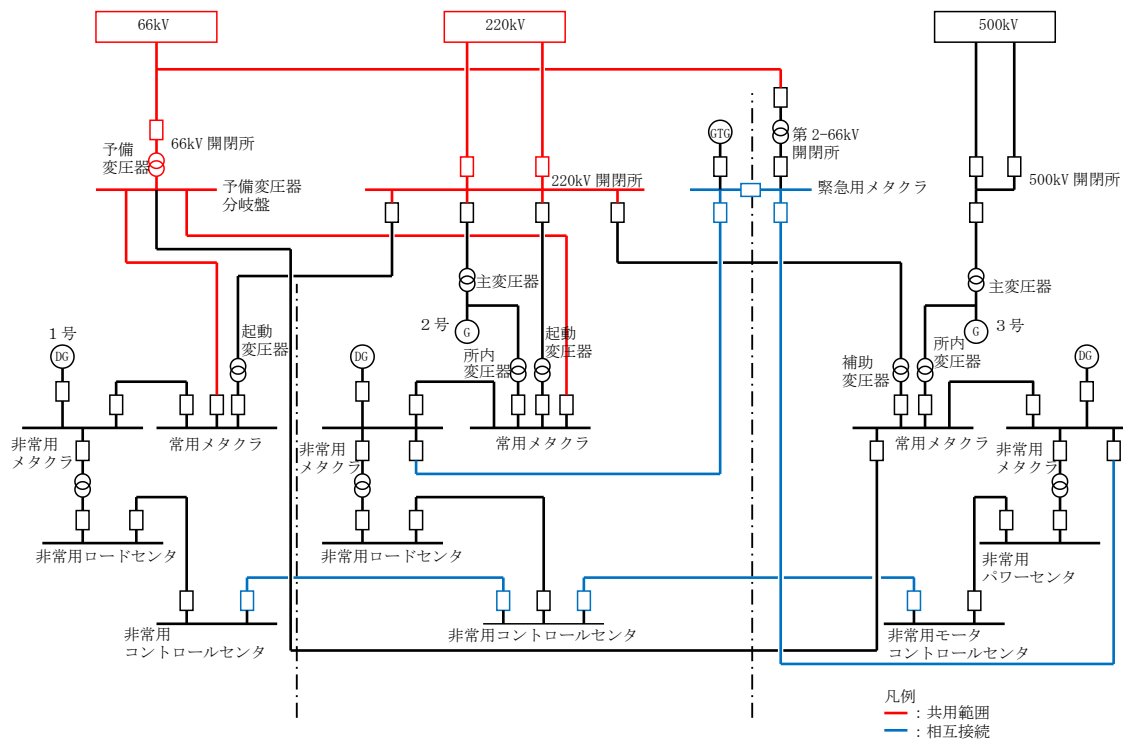 66kV
220kV
500kV
66kV 開閉所
予備
変圧器
予備変圧器
分岐盤
220kV 開閉所
GTG
第 2-66kV
開閉所
緊急用メタクラ
500kV 開閉所
主変圧器
主変圧器
1 号
DG
起動
変圧器
2 号
G
所内
変圧器
起動
変圧器
DG
3 号
G
所内
変圧器
補助
変圧器
DG
非常用
メタクラ
常用メタクラ
非常用
メタクラ
常用メタクラ
常用メタクラ
非常用
メタクラ
非常用ロードセンタ
非常用ロードセンタ
非常用
パワーセンタ
非常用
コントロールセンタ
非常用コントロールセンタ
非常用モータ
コントロールセンタ
凡例
：共用範囲
：相互接続